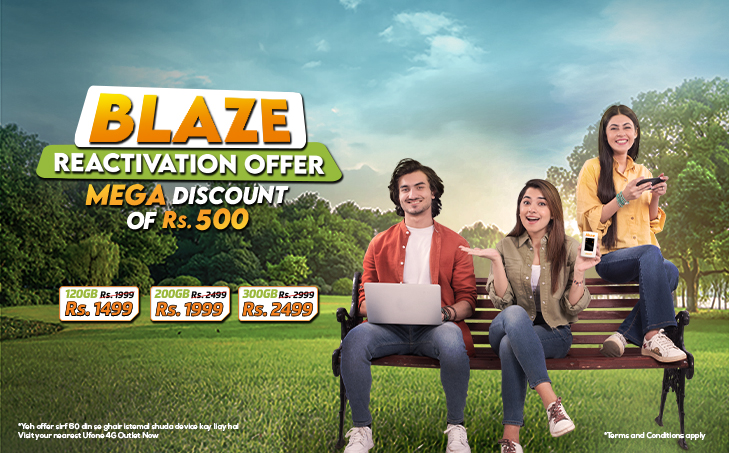 BLAZE
REACTIVATION OFFER
MEGA DISCOUNT
OF Rs. 500
120GB Rs. 1999
Rs. 1499
200GB Rs. 2499
Rs. 1999
300GB Rs. 2999
Rs. 2499
*Yeh offer sirf 60 din se ghair istemal shuda device kay liay hai
Visit your nearest Ufone 4G Outlet Now
*Terms and Conditions apply